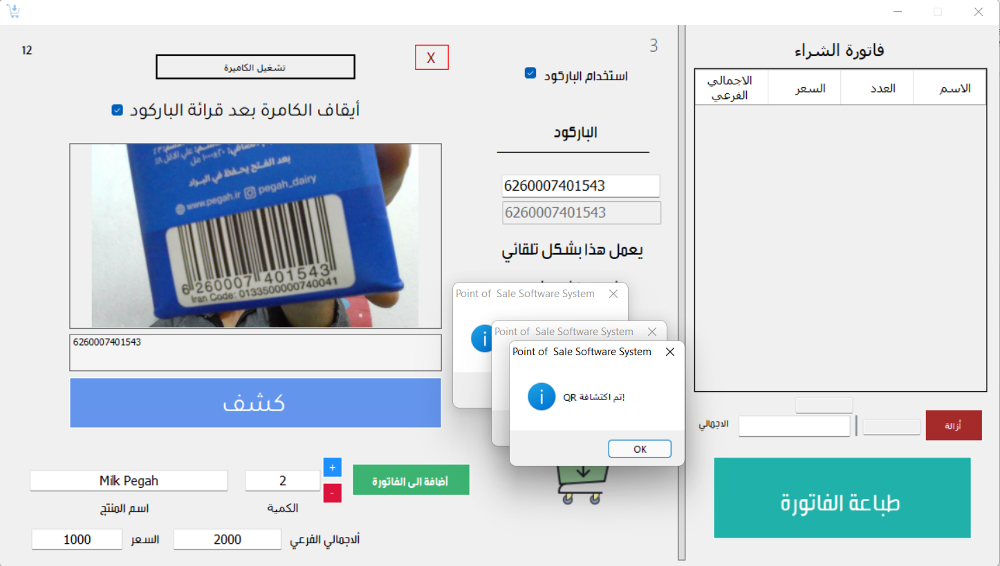 12
تشغيل الكاميرة
X
أيقاف الكامرة بعد قرائة الباركود
بعد الفتح يحفظ في البراد
www.pegah.ir pegah_dairy
6 260007 401543
Iran Code: 0133500000740041
6260007401543
كشف
Milk Pegah
2
+
-
أضافة الى الفاتورة
اسم المنتج
الكمية
1000
السعر
2000
ألاجمالي الفرعي
3
استخدام الباركود
الباركود
6260007401543
6260007401543
يعمل هذا بشكل تلقائي
Point of Sale Software System
Point of Sale Software System
Point of Sale Software System
تم اكتشافة QR!
OK
فاتورة الشراء
الاسم
العدد
السعر
الاجمالي
الفرعي
الاجمالي
أزالة
طباعة الفاتورة